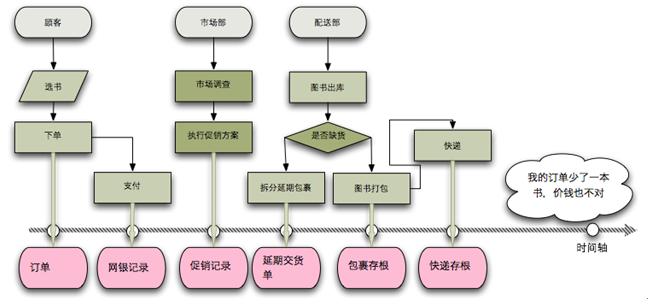 顾客
市场部
配送部
选书
市场调查
图书出库
下单
执行促销方案
是否缺货
快递
支付
拆分延期包裹
图书打包
我的订单少了一本
书，价钱也不对
时间轴
订单
网银记录
促销记录
延期交货
单
包裹存根
快递存根